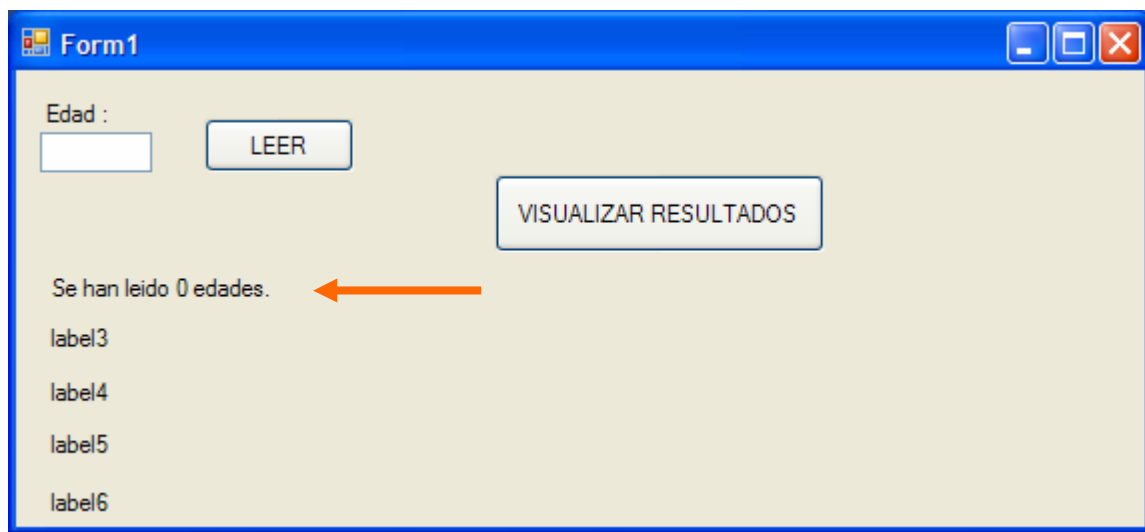 Form1
Edad :
LEER
VISUALIZAR RESULTADOS
Se han leido 0 edades.
label3
label4
label5
label6